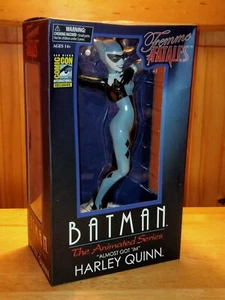 AGES 14+
WARNING:
Femme
FATALES
SAN DIEGO
COMIC
CON
INTERNATIONAL
EXCLUSIVE
BATMAN
The Animated Series
"ALMOST GOT 'IM"
HARLEY QUINN